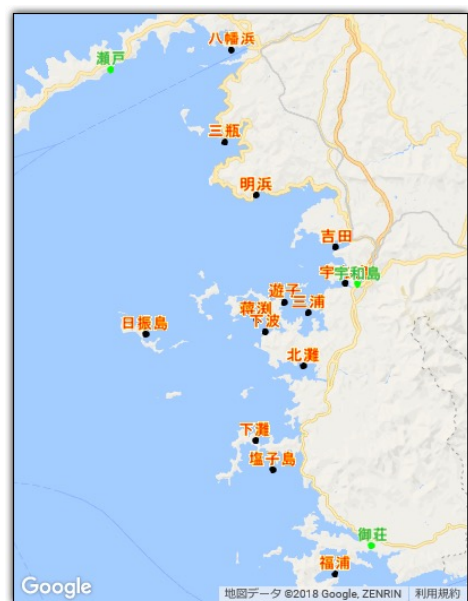 八幡浜
瀬戸
三瓶
明浜
吉田
宇和島
遊子
蒋渕
三浦
下波
日振島
北灘
下灘
塩子島
御荘
福浦
Google
地図データ ©2018 Google, ZENRIN 利用規約